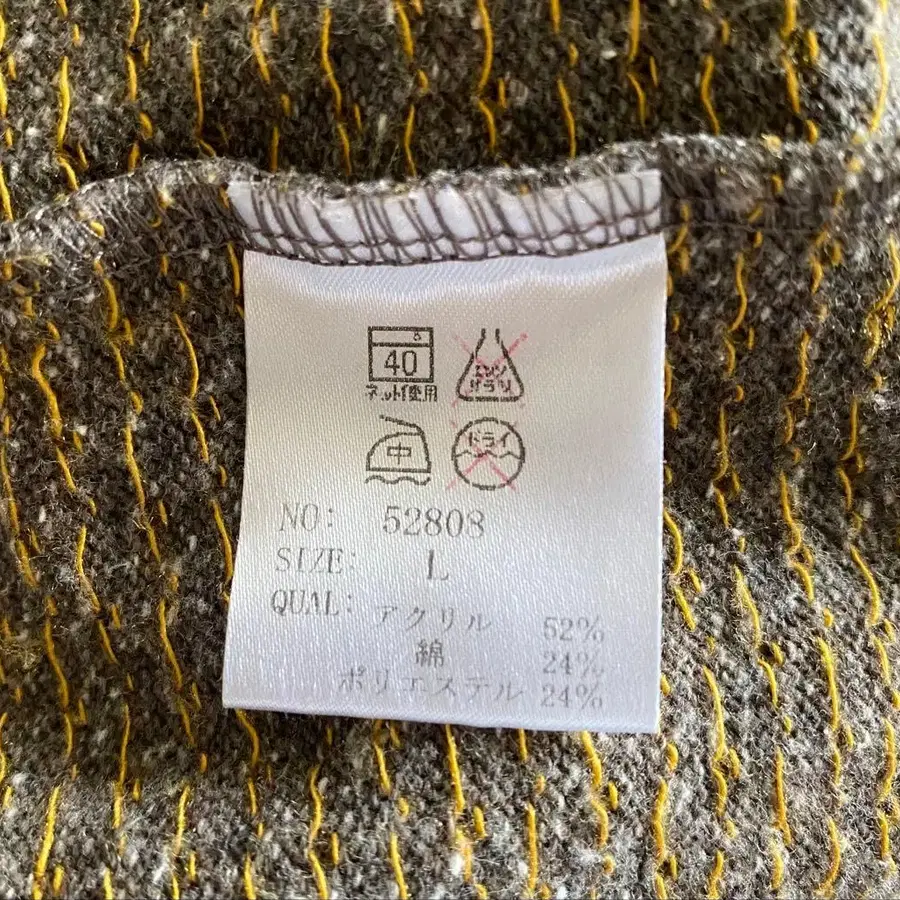 40
ネット使用
エンソ
サラシ
中
ドライ
NO: 52808
SIZE: L
QUAL: アクリル 52%
綿 24%
ポリエステル 24%